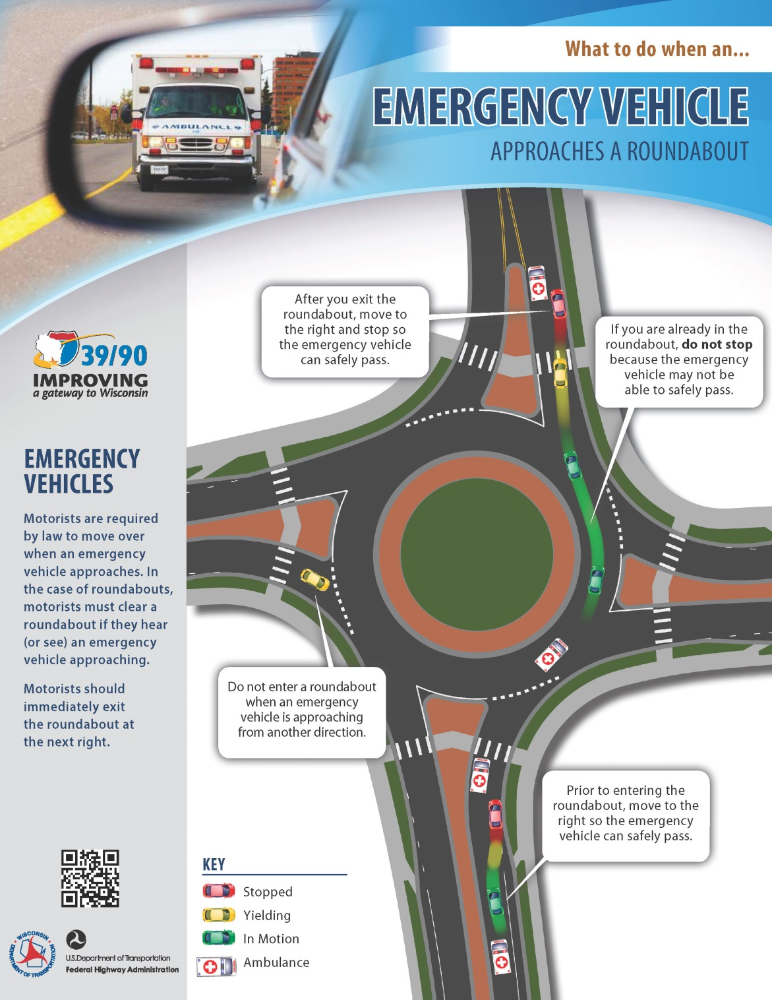 What to do when an...
EMERGENCY VEHICLE
APPROACHES A ROUNDABOUT
AMBULANCE
After you exit the
roundabout, move to
the right and stop so
the emergency vehicle
can safely pass.
If you are already in the
roundabout, do not stop
because the emergency
vehicle may not be
able to safely pass.
39/90
IMPROVING
a gateway to Wisconsin
EMERGENCY
VEHICLES
Motorists are required
by law to move over
when an emergency
vehicle approaches. In
the case of roundabouts,
motorists must clear a
roundabout if they hear
(or see) an emergency
vehicle approaching.
Motorists should
immediately exit
the roundabout at
the next right.
Do not enter a roundabout
when an emergency
vehicle is approaching
from another direction.
Prior to entering the
roundabout, move to the
right so the emergency
vehicle can safely pass.
KEY
Stopped
Yielding
In Motion
Ambulance
WISCONSIN
DEPARTMENT OF TRANSPORTATION
U.S.Department of Transportation
Federal Highway Administration